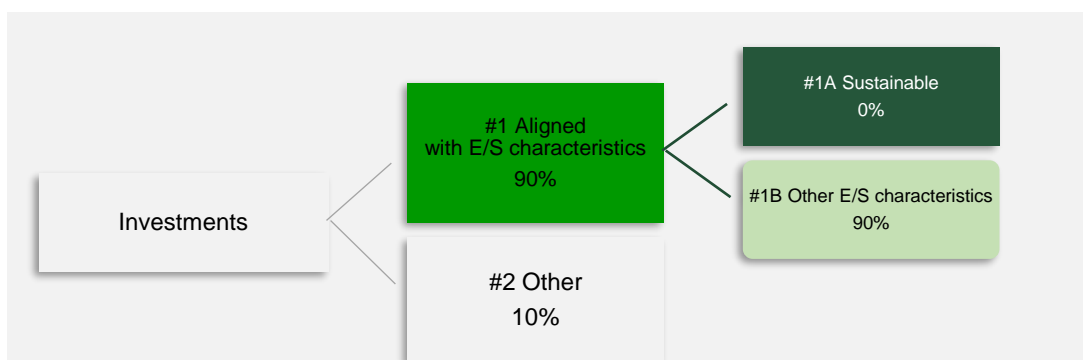 Investments
#1 Aligned
with E/S characteristics
90%
#2 Other
10%
#1A Sustainable
0%
#1B Other E/S characteristics
90%